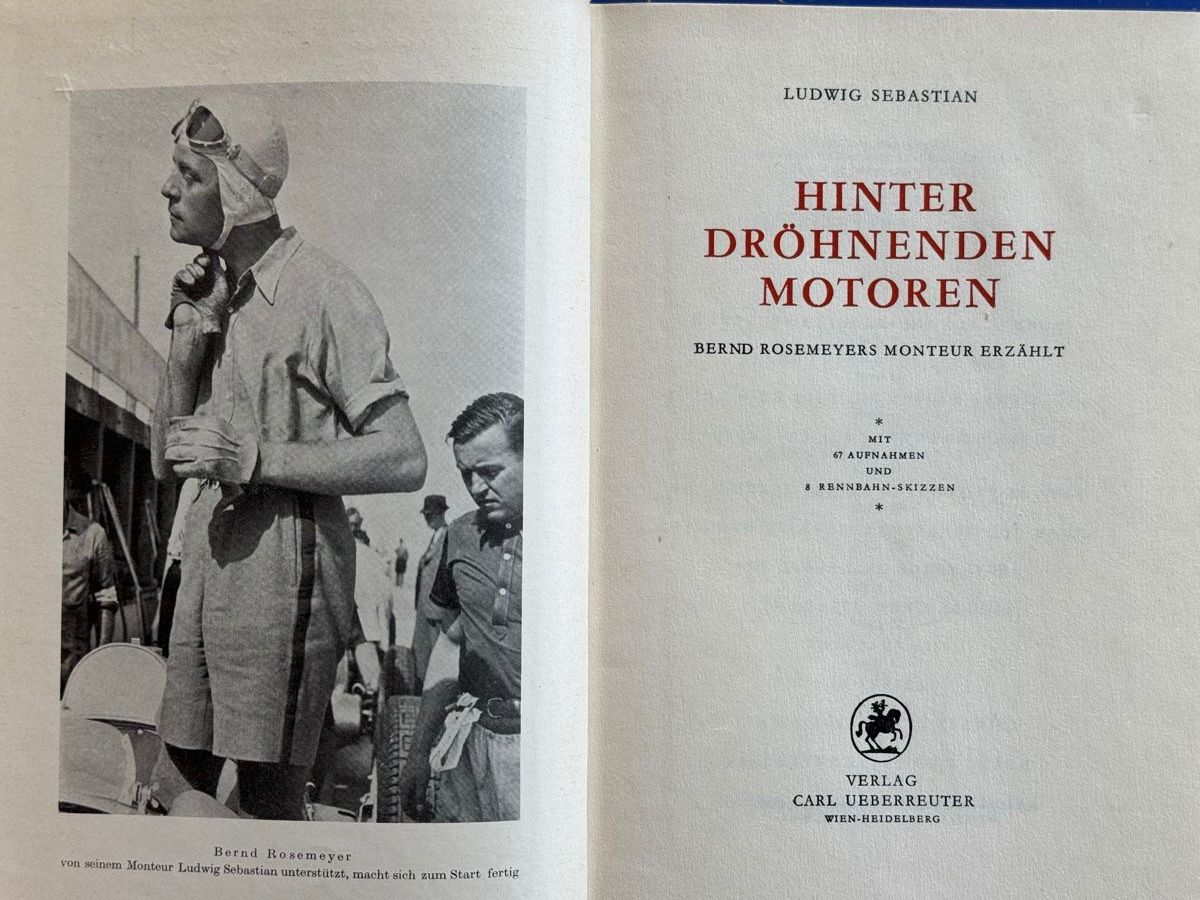 Bernd Rosemeyer
von seinem Monteur Ludwig Sebastian unterstützt, macht sich zum Start fertig
LUDWIG SEBASTIAN
HINTER
DRÖHNENDEN
MOTOREN
BERND ROSEMEYERS MONTEUR ERZÄHLT
*
MIT
67 AUFNAHMEN
UND
8 RENNBAHN-SKIZZEN
*
VERLAG
CARL UEBERREUTER
WIEN-HEIDELBERG